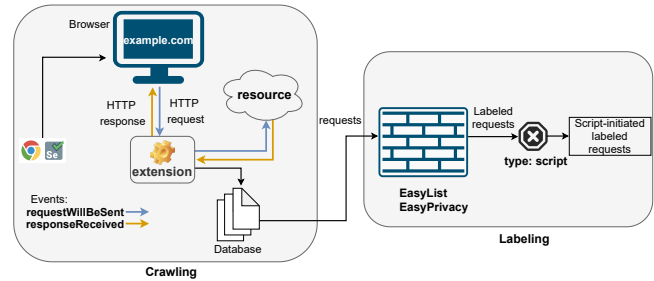 Browser
example.com
HTTP
response
HTTP
request
resource
Se
extension
Events:
requestWillBeSent
responseReceived
Database
Crawling
requests
Labeled
requests
type: script
Script-initiated
labeled
requests
EasyList
EasyPrivacy
Labeling